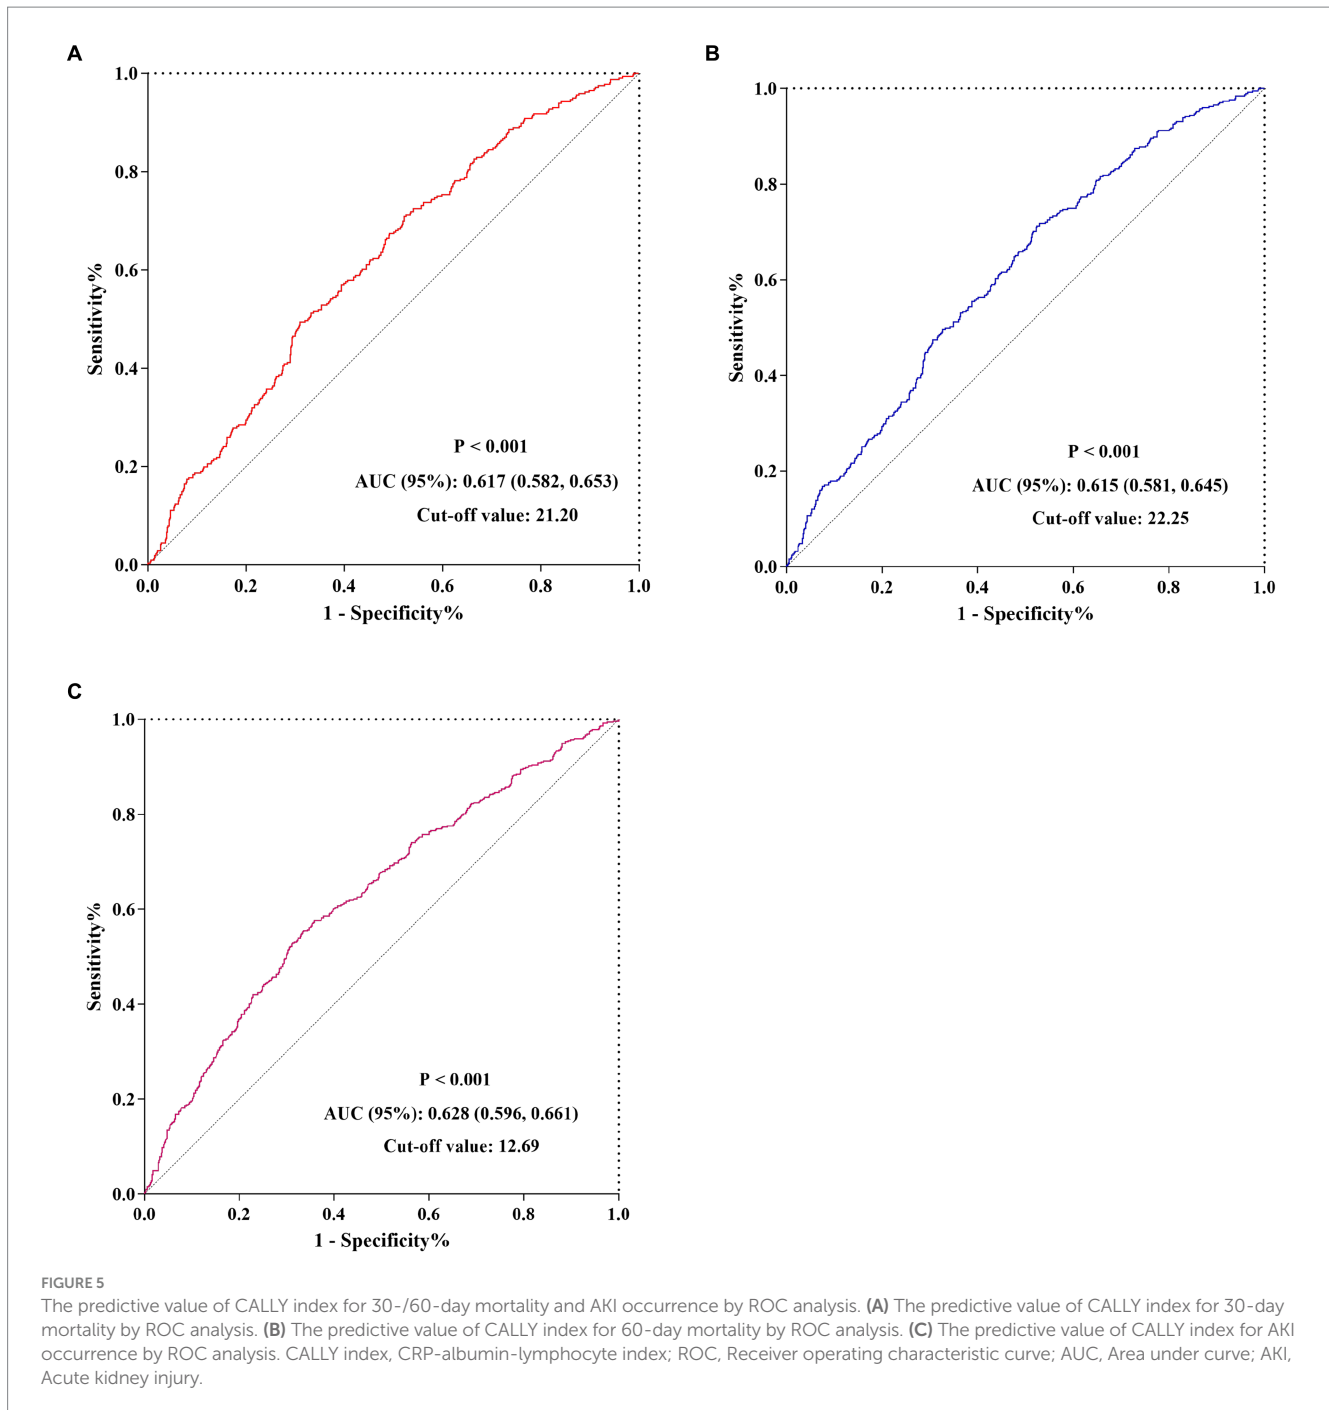 A
1.0
0.8
0.6
0.4
0.2
0.0
Sensitivity%
P < 0.001
AUC (95%): 0.617 (0.582, 0.653)
Cut-off value: 21.20
0.0 0.2 0.4 0.6 0.8 1.0
1 - Specificity%
B
1.0
0.8
0.6
0.4
0.2
0.0
Sensitivity%
P < 0.001
AUC (95%): 0.615 (0.581, 0.645)
Cut-off value: 22.25
0.0 0.2 0.4 0.6 0.8 1.0
1 - Specificity%
C
1.0
0.8
0.6
0.4
0.2
0.0
Sensitivity%
P < 0.001
AUC (95%): 0.628 (0.596, 0.661)
Cut-off value: 12.69
0.0 0.2 0.4 0.6 0.8 1.0
1 - Specificity%
FIGURE 5
The predictive value of CALLY index for 30-/60-day mortality and AKI occurrence by ROC analysis. (A) The predictive value of CALLY index for 30-day
mortality by ROC analysis. (B) The predictive value of CALLY index for 60-day mortality by ROC analysis. (C) The predictive value of CALLY index for AKI
occurrence by ROC analysis. CALLY index, CRP-albumin-lymphocyte index; ROC, Receiver operating characteristic curve; AUC, Area under curve; AKI,
Acute kidney injury.